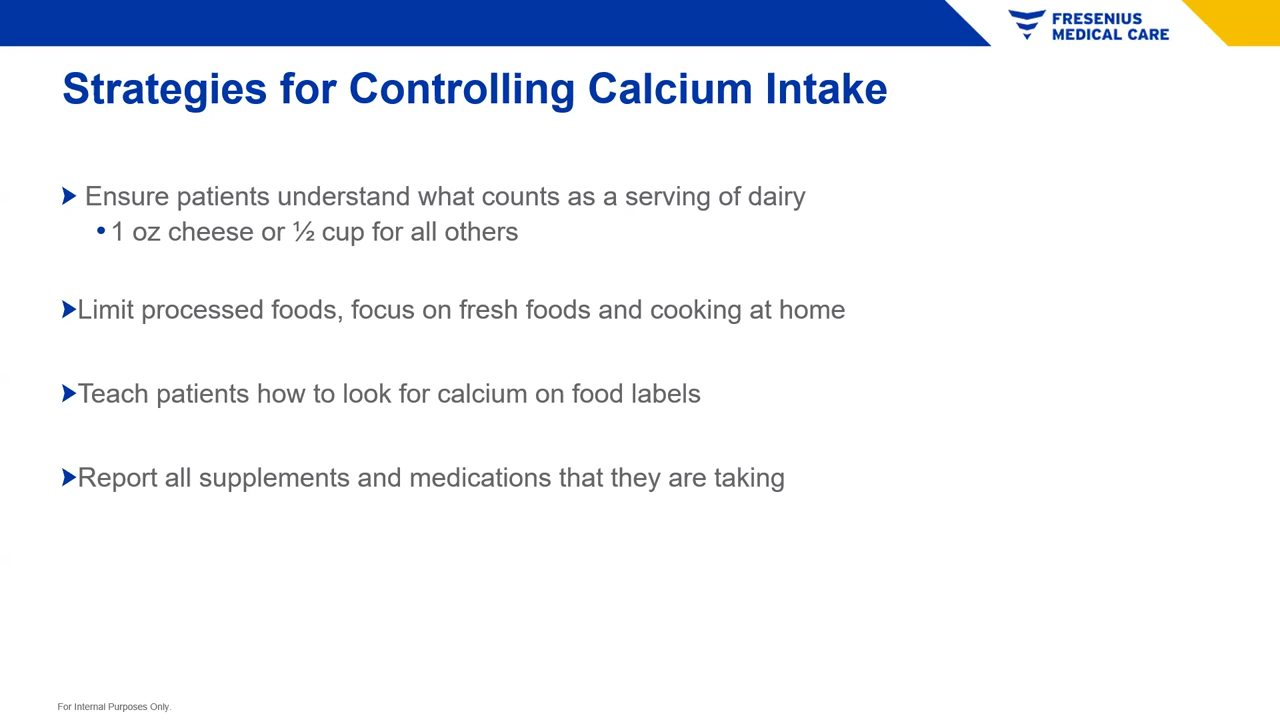 FRESENIUS
MEDICAL CARE
Strategies for Controlling Calcium Intake
Ensure patients understand what counts as a serving of dairy
• 1 oz cheese or ½ cup for all others
Limit processed foods, focus on fresh foods and cooking at home
Teach patients how to look for calcium on food labels
Report all supplements and medications that they are taking
For Internal Purposes Only.